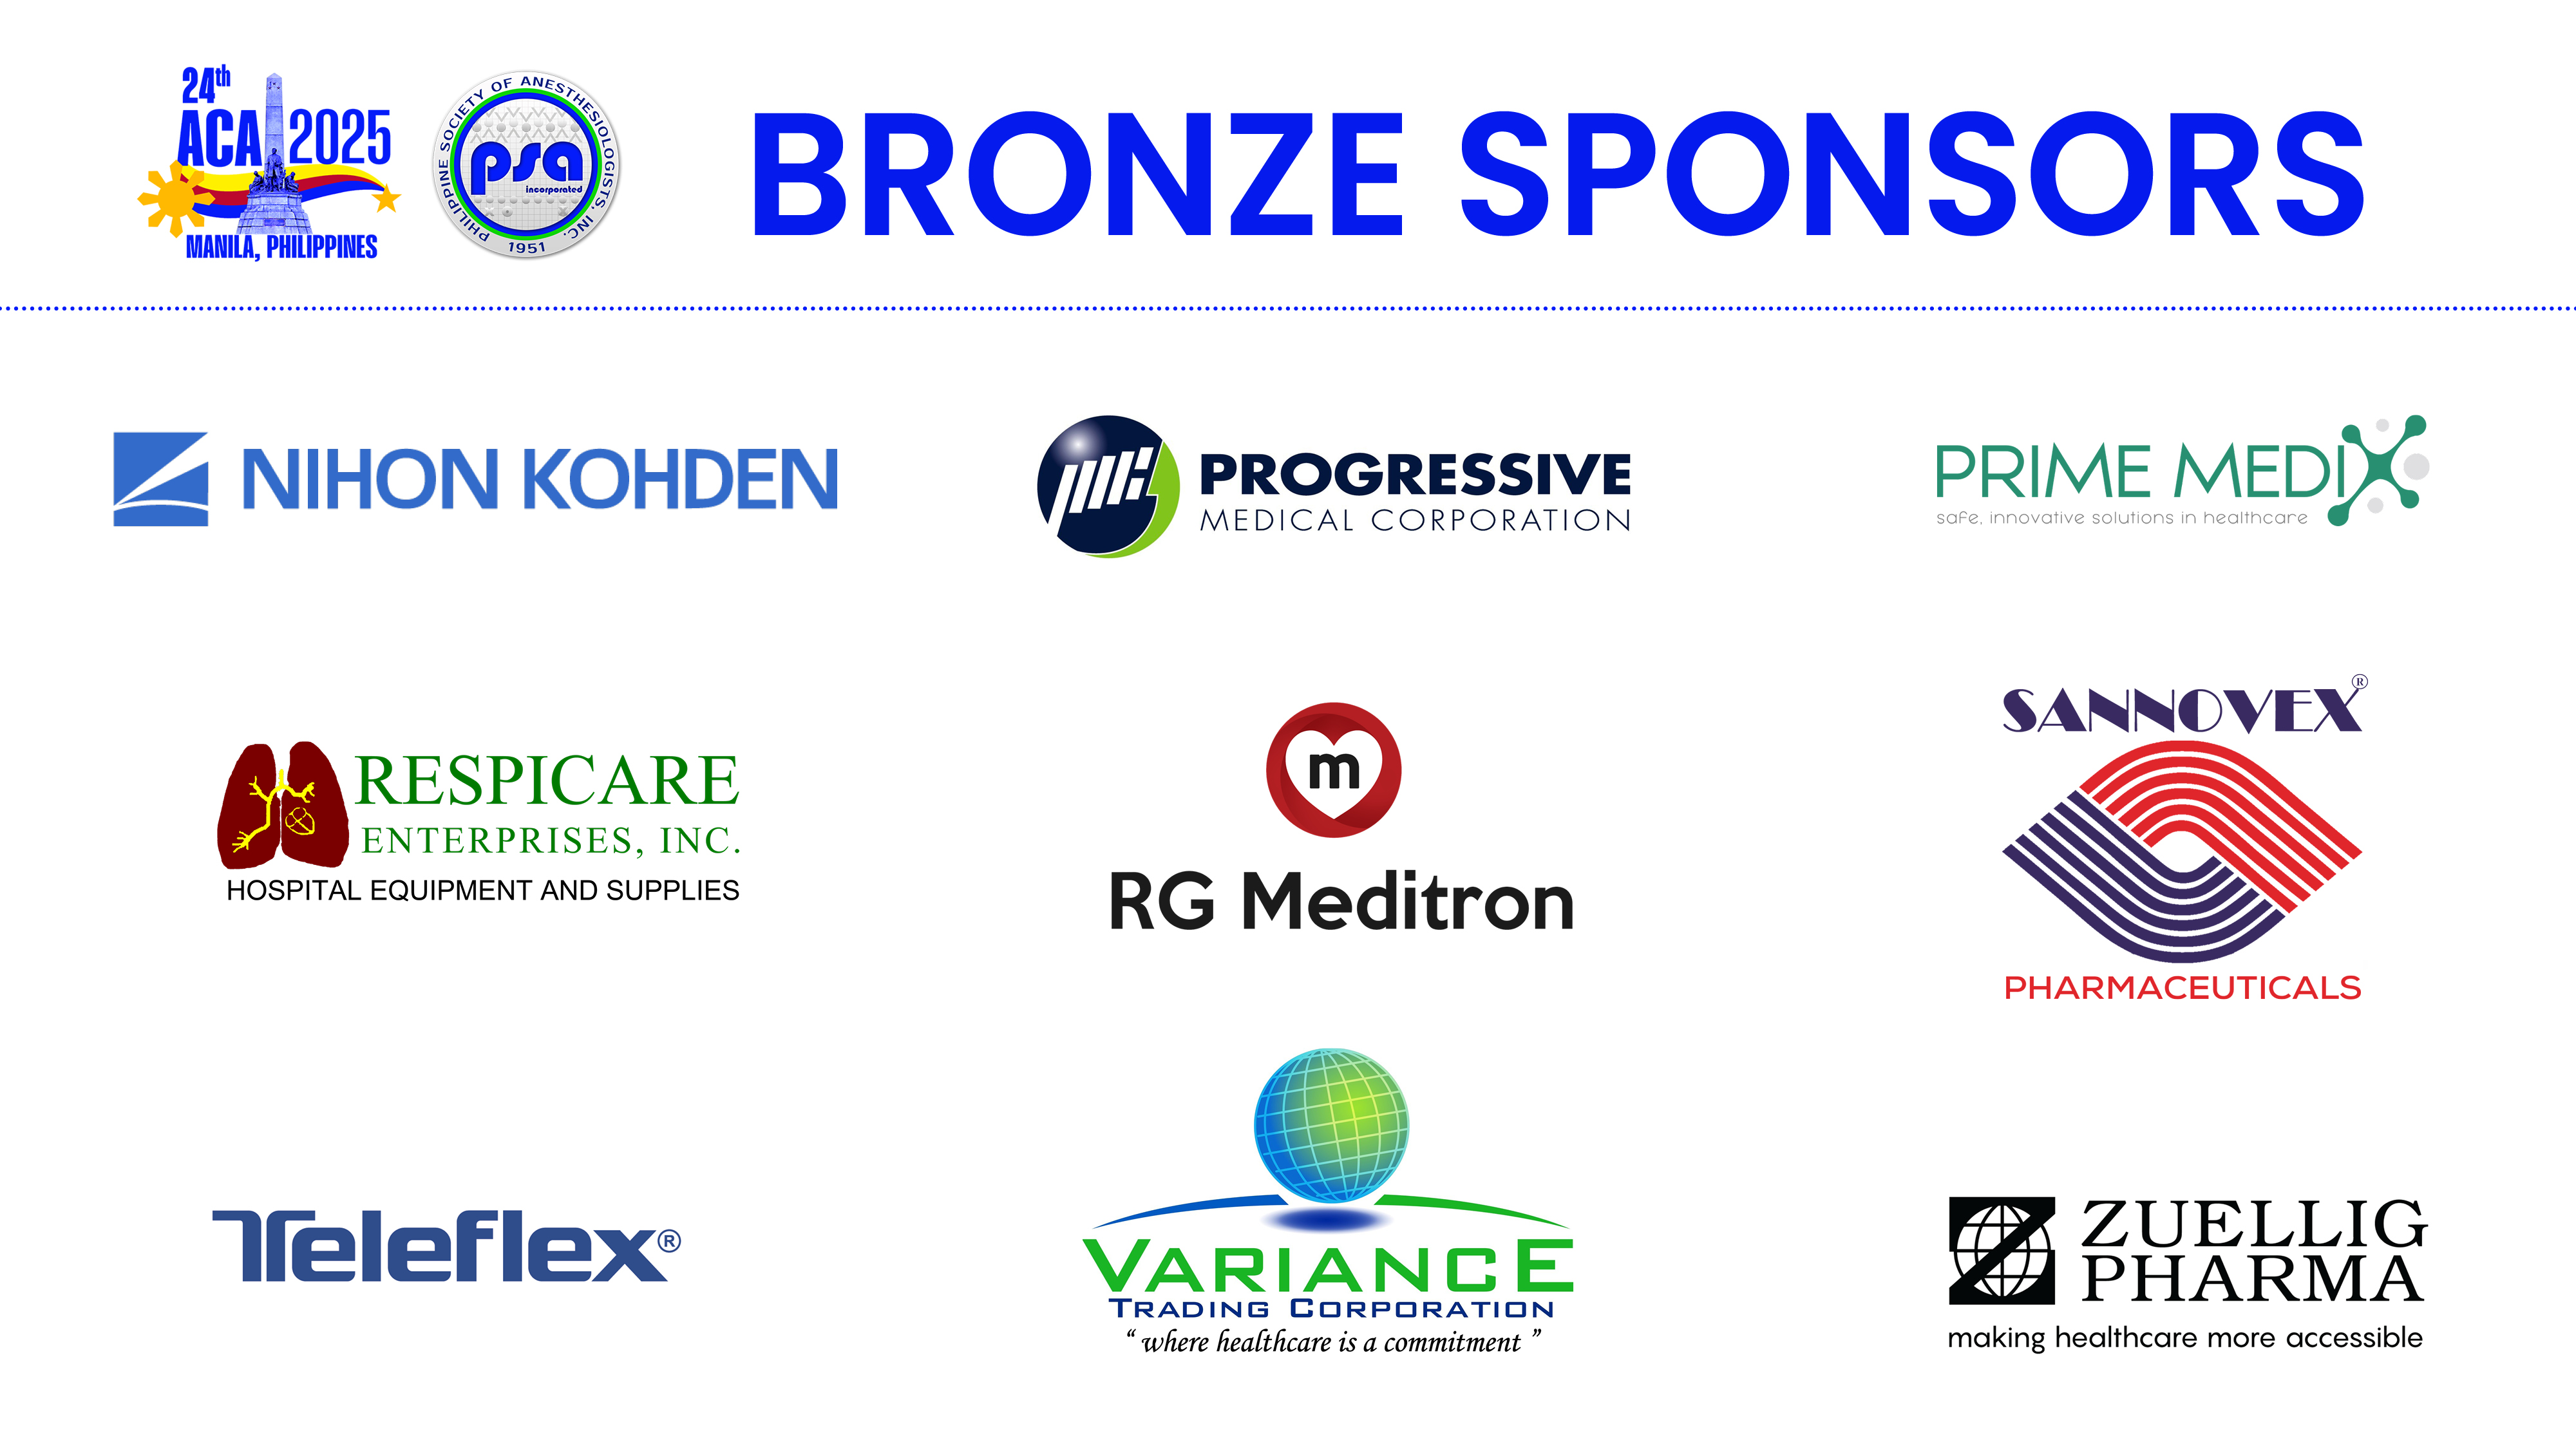 24th
ACA 2025
MANILA, PHILIPPINES
PHILIPPINE SOCIETY OF ANESTHESIOLOGISTS, INC.
psa
incorporated
1951
BRONZE SPONSORS
NIHON KOHDEN
PMC
PROGRESSIVE
MEDICAL CORPORATION
PRIME MEDIX
safe, innovative solutions in healthcare
RESPICARE
ENTERPRISES, INC.
HOSPITAL EQUIPMENT AND SUPPLIES
m
RG Meditron
SANNOVEX®
PHARMACEUTICALS
Teleflex®
VARIANCE
TRADING CORPORATION
“ where healthcare is a commitment ”
Z
ZUELLIG
PHARMA
making healthcare more accessible